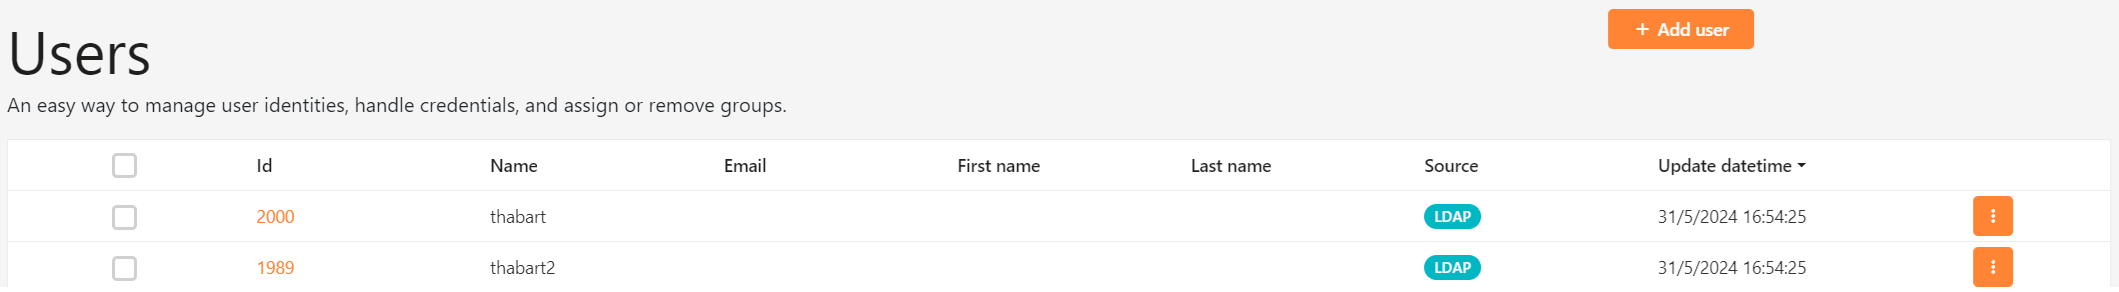 Users
+ Add user
An easy way to manage user identities, handle credentials, and assign or remove groups.
Id Name Email First name Last name Source Update datetime
2000 thabart LDAP 31/5/2024 16:54:25
1989 thabart2 LDAP 31/5/2024 16:54:25